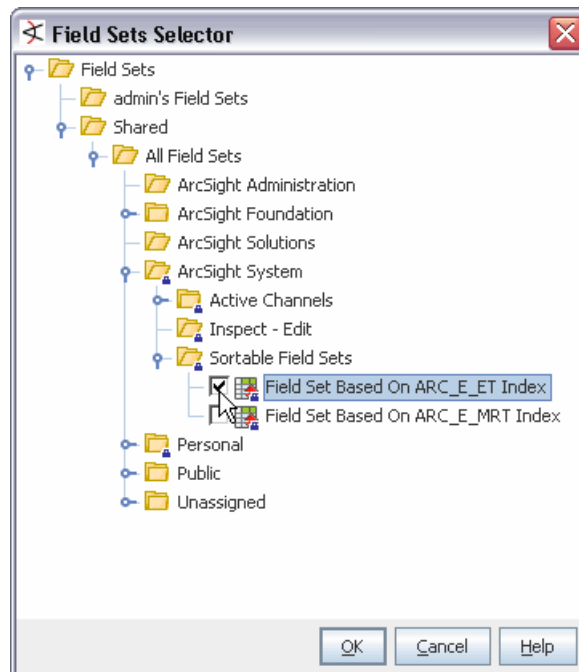 Field Sets Selector
Field Sets
admin's Field Sets
Shared
All Field Sets
ArcSight Administration
ArcSight Foundation
ArcSight Solutions
ArcSight System
Active Channels
Inspect - Edit
Sortable Field Sets
Field Set Based On ARC_E_ET Index
Field Set Based On ARC_E_MRT Index
Personal
Public
Unassigned
OK Cancel Help